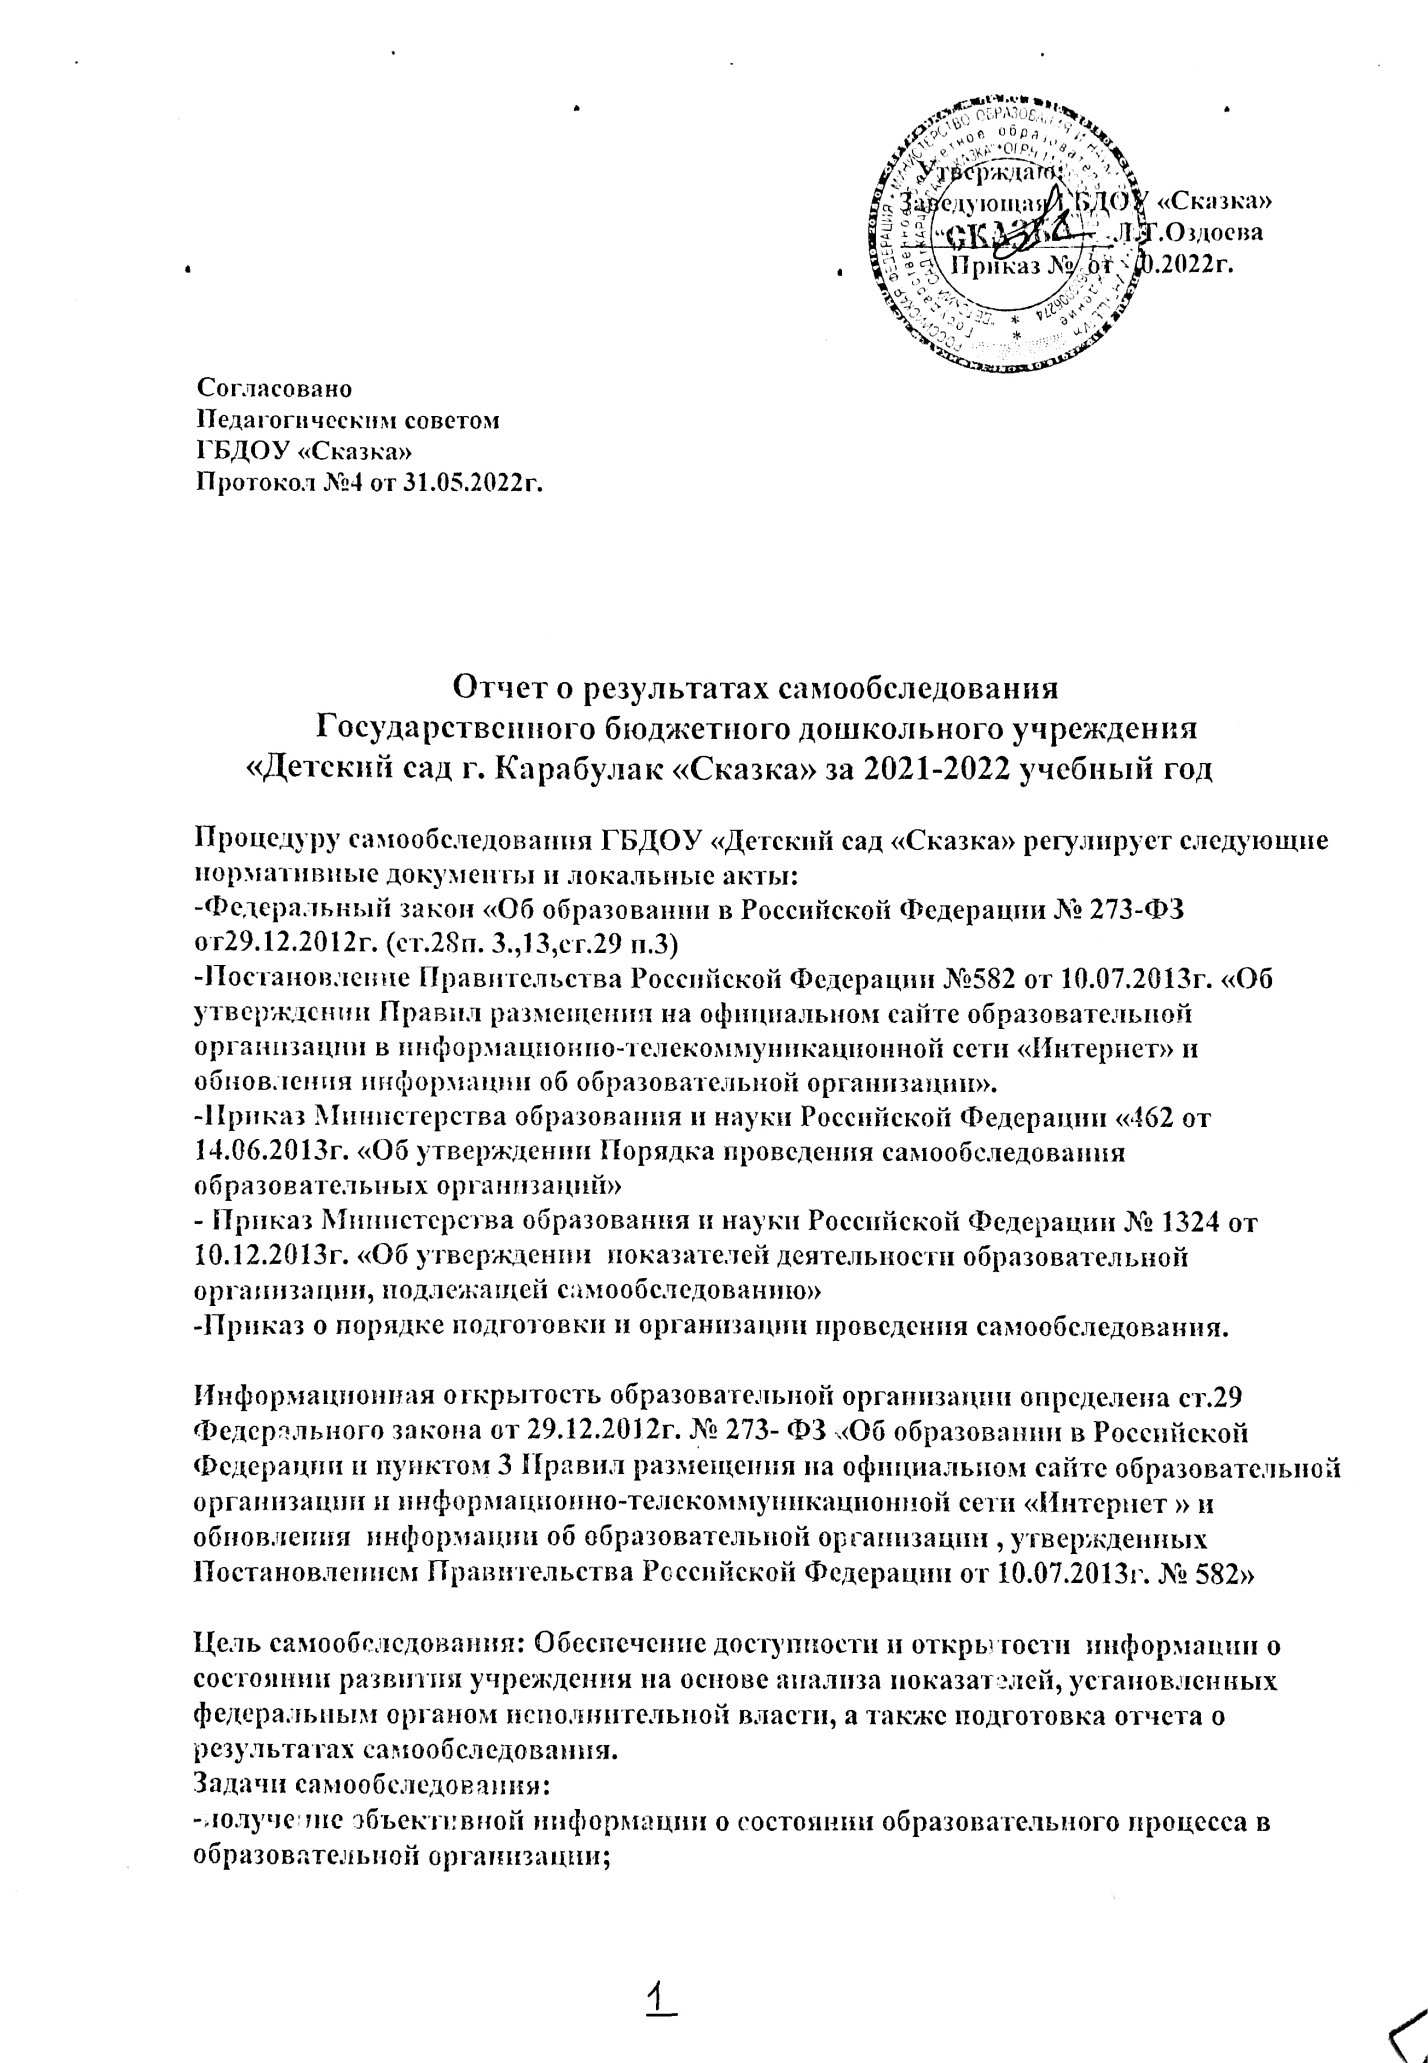 Утверждаю:
Заведующая ГБДОУ «Сказка»
Л.Т.Оздоева
Приказ № от .2022г.
"СКАЗКА"
Согласовано
Педагогическим советом
ГБДОУ «Сказка»
Протокол №4 от 31.05.2022г.
Отчет о результатах самообследования
Государственного бюджетного дошкольного учреждения
«Детский сад г. Карабулак «Сказка» за 2021-2022 учебный год
Процедуру самообследования ГБДОУ «Детский сад «Сказка» регулирует следующие
нормативные документы и локальные акты:
-Федеральный закон «Об образовании в Российской Федерации № 273-ФЗ
от29.12.2012г. (ст.28п. 3.,13,ст.29 п.3)
-Постановление Правительства Российской Федерации №582 от 10.07.2013г. «Об
утверждении Правил размещения на официальном сайте образовательной
организации в информационно-телекоммуникационной сети «Интернет» и
обновления информации об образовательной организации».
-Приказ Министерства образования и науки Российской Федерации «462 от
14.06.2013г. «Об утверждении Порядка проведения самообследования
образовательных организаций»
- Приказ Министерства образования и науки Российской Федерации № 1324 от
10.12.2013г. «Об утверждении показателей деятельности образовательной
организации, подлежащей самообследованию»
-Приказ о порядке подготовки и организации проведения самообследования.
Информационная открытость образовательной организации определена ст.29
Федерального закона от 29.12.2012г. № 273- ФЗ «Об образовании в Российской
Федерации и пунктом 3 Правил размещения на официальном сайте образовательной
организации и информационно-телекоммуникационной сети «Интернет » и
обновления информации об образовательной организации , утвержденных
Постановлением Правительства Российской Федерации от 10.07.2013г. № 582»
Цель самообследования: Обеспечение доступности и открытости информации о
состоянии развития учреждения на основе анализа показателей, установленных
федеральным органом исполнительной власти, а также подготовка отчета о
результатах самообследования.
Задачи самообследования:
-получение объективной информации о состоянии образовательного процесса в
образовательной организации;
1